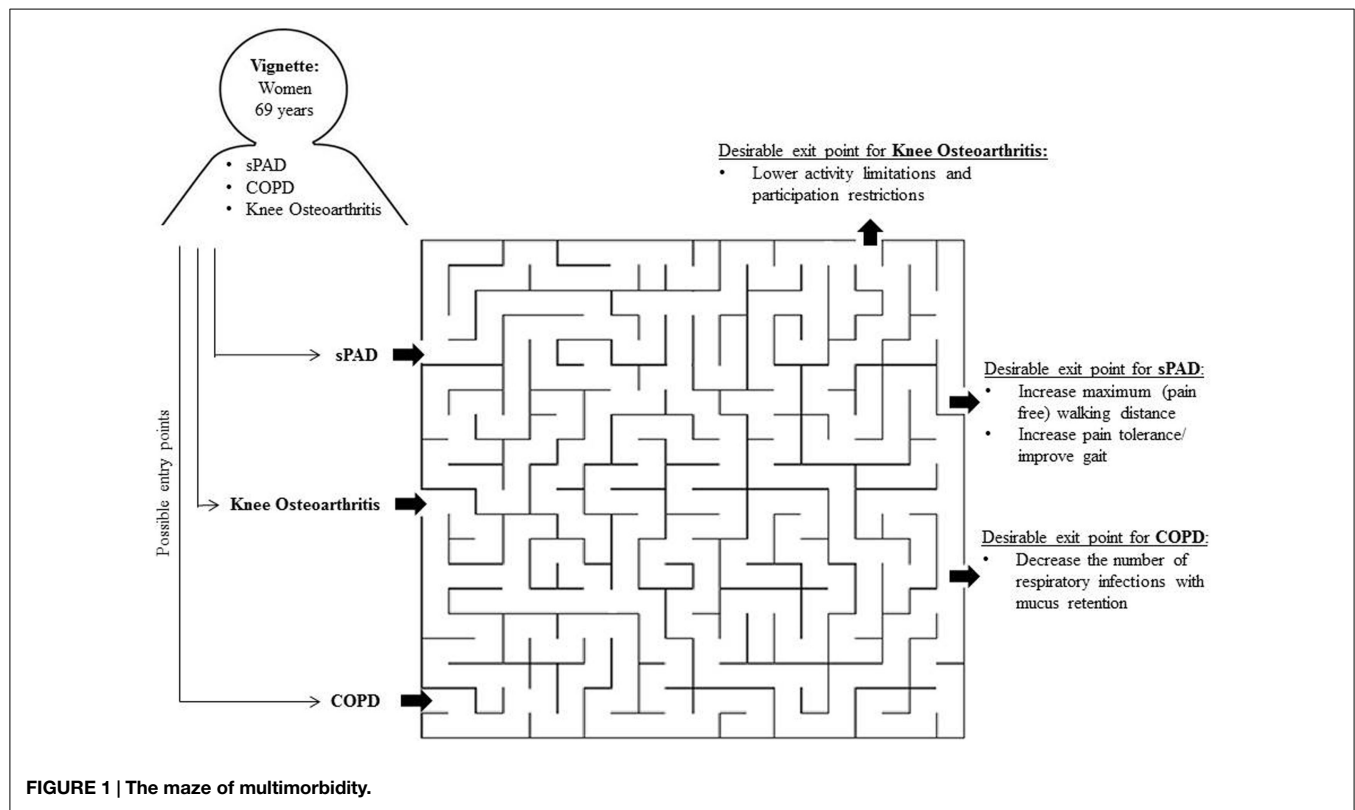 Vignette:
Women
69 years
• sPAD
• COPD
• Knee Osteoarthritis
Possible entry points
sPAD
Knee Osteoarthritis
COPD
Desirable exit point for Knee Osteoarthritis:
• Lower activity limitations and
participation restrictions
Desirable exit point for sPAD:
• Increase maximum (pain
free) walking distance
• Increase pain tolerance/
improve gait
Desirable exit point for COPD:
• Decrease the number of
respiratory infections with
mucus retention
FIGURE 1 | The maze of multimorbidity.